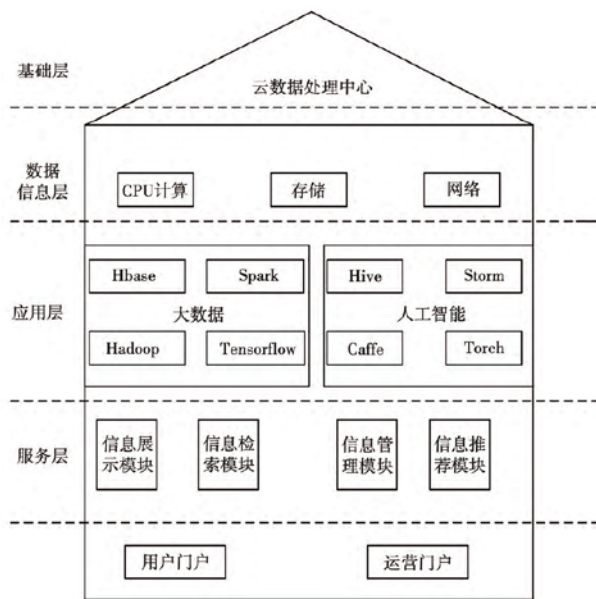 基础层
云数据处理中心
数据
信息层
CPU计算
存储
网络
应用层
Hbase
Spark
大数据
Hadoop
Tensorflow
Hive
Storm
人工智能
Caffe
Torch
服务层
信息展
示模块
信息检
索模块
信息管
理模块
信息推
荐模块
用户门户
运营门户